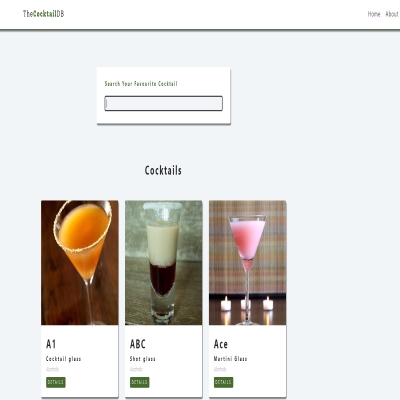 TheCocktailDB
Home About
Search Your Favourite Cocktail
Cocktails
A1
Cocktail glass
Alcoholic
DETAILS
ABC
Shot glass
Alcoholic
DETAILS
Ace
Martini Glass
Alcoholic
DETAILS